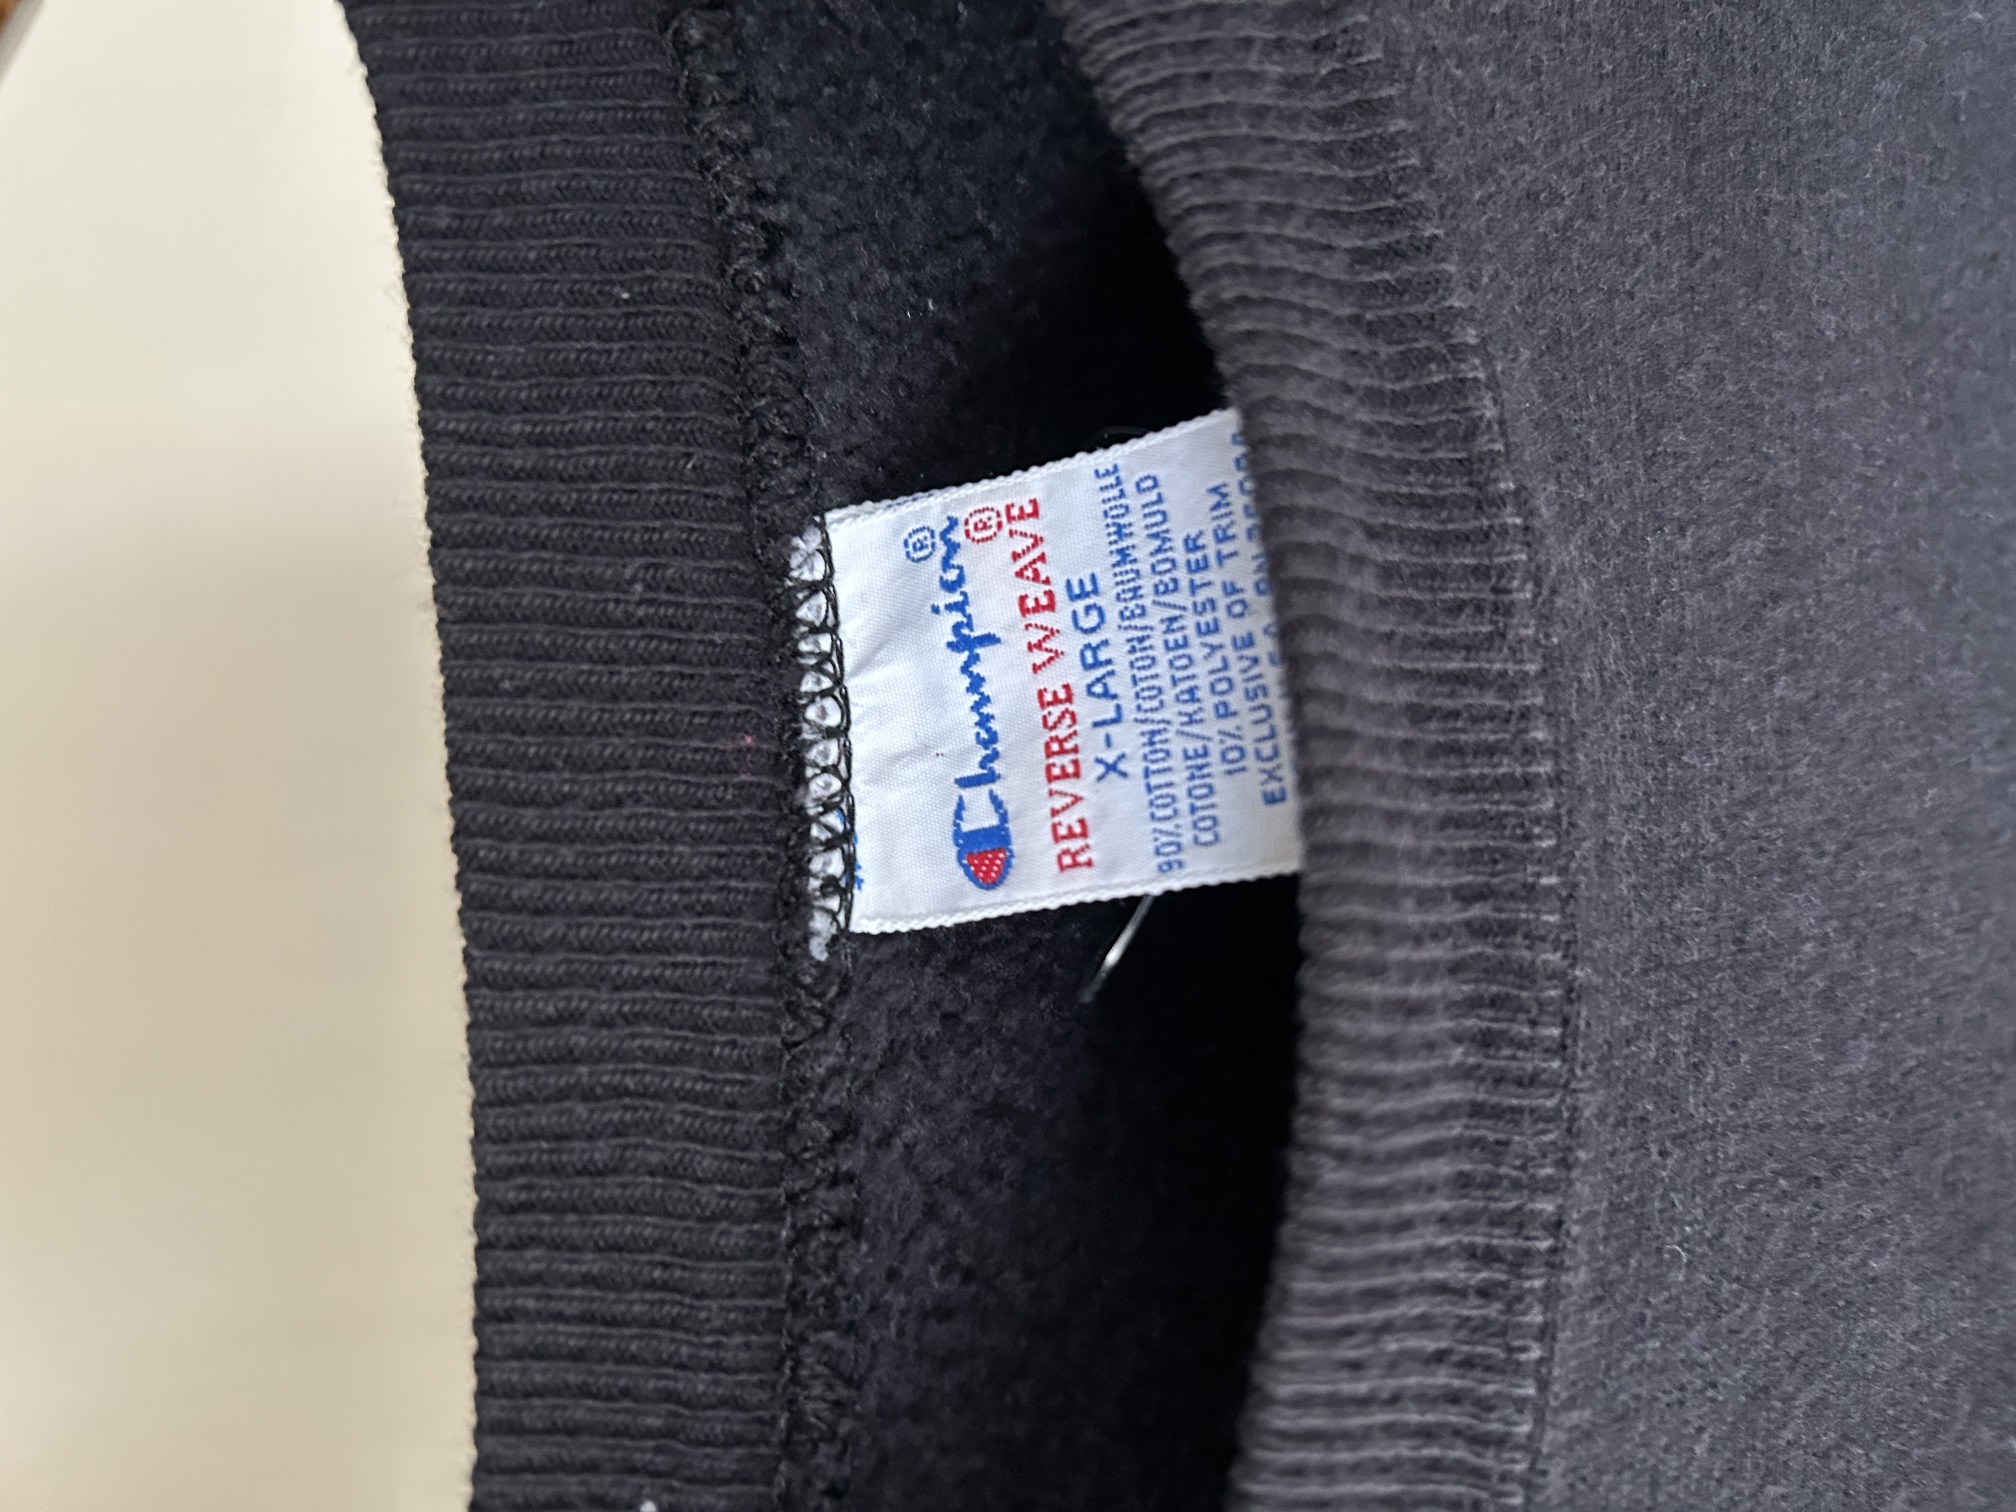 Champion®
®
REVERSE WEAVE
X-LARGE
90% COTTON/COTON/BAUMWOLLE
COTONE/KATOEN/BOMULD
10% POLYESTER
EXCLUSIVE OF TRIM